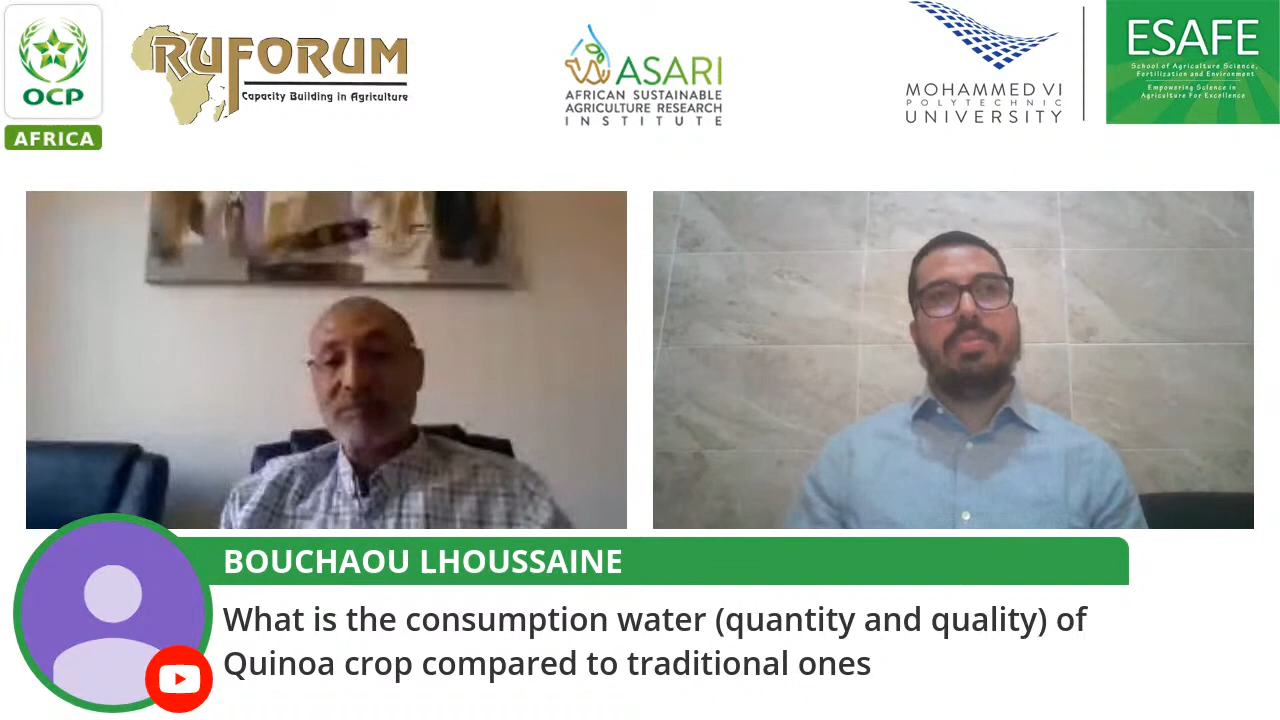 OCP
AFRICA
RUFORUM
Capacity Building in Agriculture
ASARI
AFRICAN SUSTAINABLE
AGRICULTURE RESEARCH
INSTITUTE
MOHAMMED VI
POLYTECHNIC
UNIVERSITY
ESAFE
School of Agriculture Science,
Fertilization and Environment
Empowering Science in
Agriculture For Excellence
BOUCHAOU LHOUSSAINE
What is the consumption water (quantity and quality) of
Quinoa crop compared to traditional ones